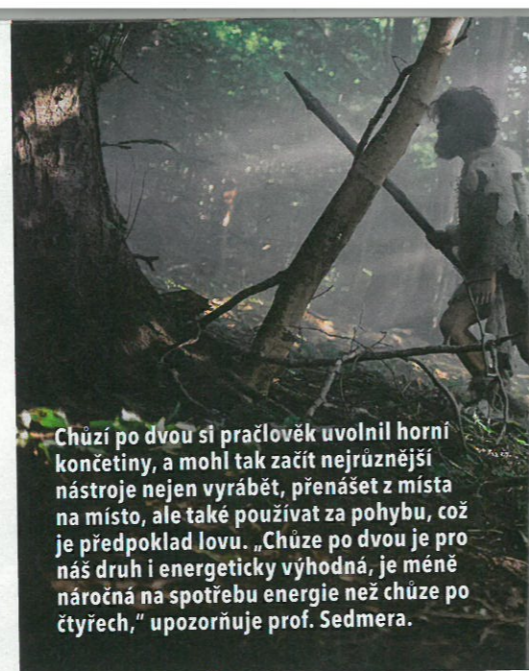 Chůzí po dvou si pračlověk uvolnil horní
končetiny, a mohl tak začít nejrůznější
nástroje nejen vyrábět, přenášet z místa
na místo, ale také používat za pohybu, což
je předpoklad lovu. „Chůze po dvou je pro
náš druh i energeticky výhodná, je méně
náročná na spotřebu energie než chůze po
čtyřech,“ upozorňuje prof. Sedmera.